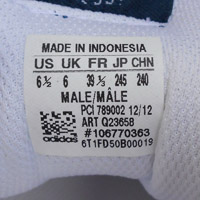 MADE IN INDONESIA
US UK FR JP CHN
6½ 6 39⅓ 245 240
MALE/MÂLE
PCI 789002 12/12
ART Q23658
#106770363
adidas 6T1FD50B00019